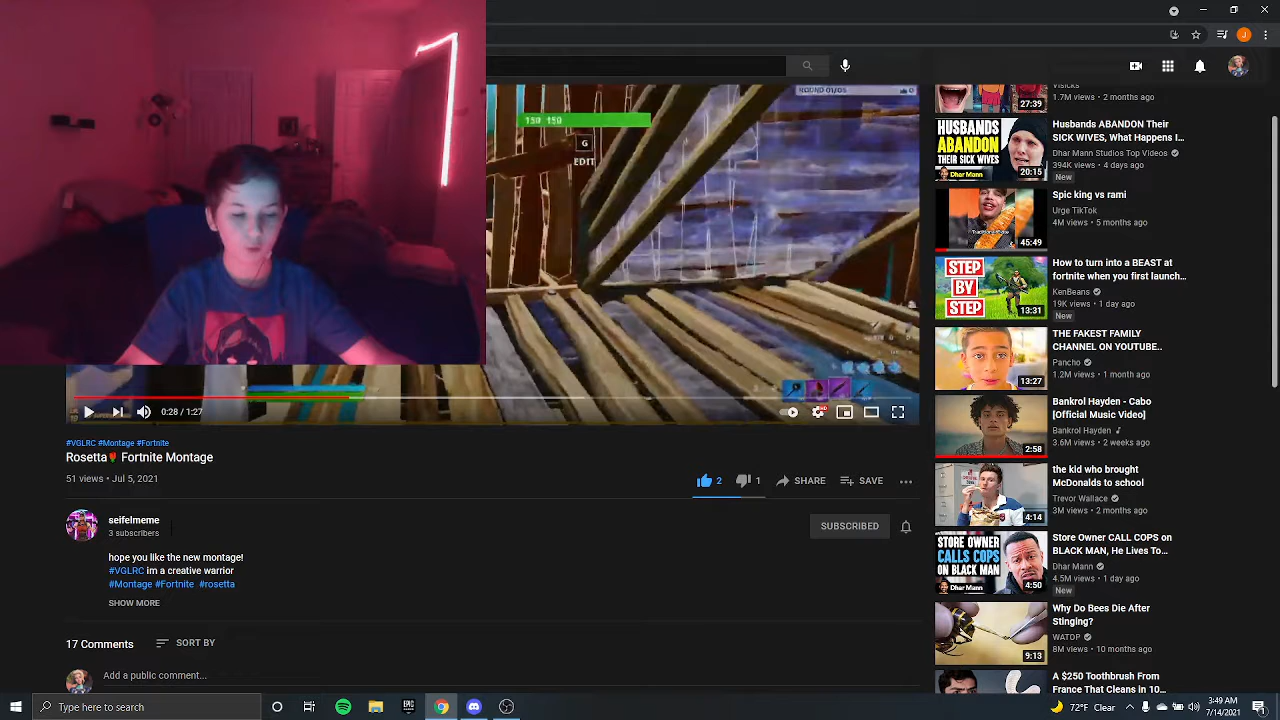 ROUND 01/05
150 150
G
EDIT
0:28 / 1:27
#VGLRC #Montage #Fortnite
Rosetta Fortnite Montage
51 views • Jul 5, 2021
2
1
SHARE
SAVE
seifelmeme
3 subscribers
SUBSCRIBED
hope you like the new montage!
#VGLRC im a creative warrior
#Montage #Fortnite #rosetta
SHOW MORE
17 Comments
SORT BY
Add a public comment...
J
27:39
Visicks
1.7M views • 2 months ago
HUSBANDS
ABANDON
THEIR SICK WIVES
Dhar Mann
20:15
Husbands ABANDON Their
SICK WIVES, What Happens I...
Dhar Mann Studios Top Videos
394K views • 4 days ago
New
45:49
Spic king vs rami
Urge TikTok
4M views • 5 months ago
STEP
BY
STEP
13:31
How to turn into a BEAST at
fortnite when you first launch...
KenBeans
19K views • 1 day ago
New
13:27
THE FAKEST FAMILY
CHANNEL ON YOUTUBE..
Pancho
1.2M views • 1 month ago
2:58
Bankrol Hayden - Cabo
[Official Music Video]
Bankrol Hayden
3.6M views • 2 weeks ago
4:14
the kid who brought
McDonalds to school
Trevor Wallace
3M views • 2 months ago
STORE OWNER
CALLS COPS
ON BLACK MAN
Dhar Mann
4:50
Store Owner CALL COPS on
BLACK MAN, He Lives To...
Dhar Mann
4.5M views • 1 day ago
New
9:13
Why Do Bees Die After
Stinging?
WATOP
8M views • 10 months ago
A $250 Toothbrush From
France That Ends In...
Type here to search
EPIC
72°F
3:49 AM
7/14/2021